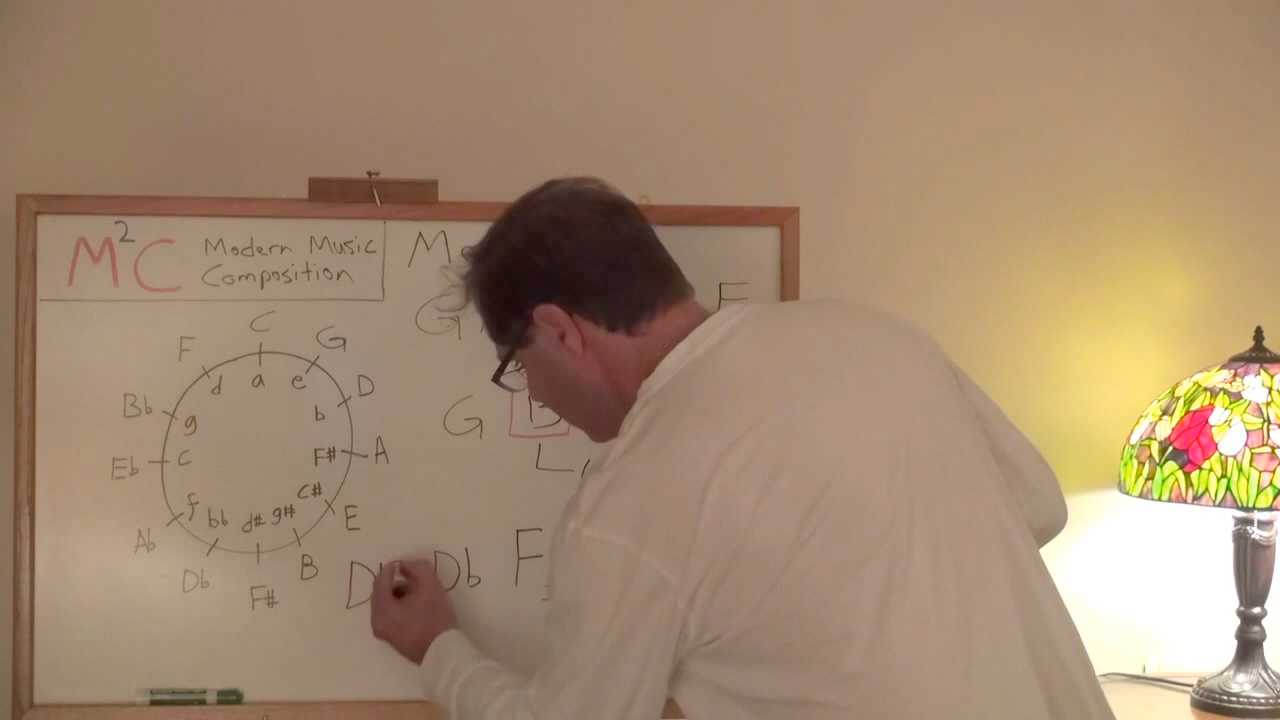 M²C Modern Music
Composition
C
F G
d a e
Bb D
g b
Eb c F# A
f c#
Ab bb d# g# E
Db B
F#
G
E
G
Db F